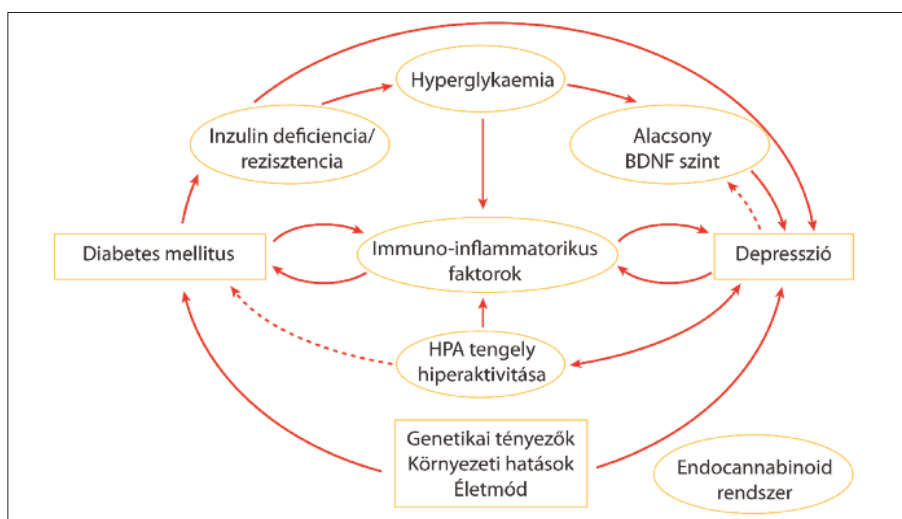 Hyperglykaemia
Inzulin deficiencia/
rezisztencia
Alacsony
BDNF szint
Diabetes mellitus
Immuno-inflammatorikus
faktorok
Depresszió
HPA tengely
hiperaktivitása
Genetikai tényezők
Környezeti hatások
Életmód
Endocannabinoid
rendszer